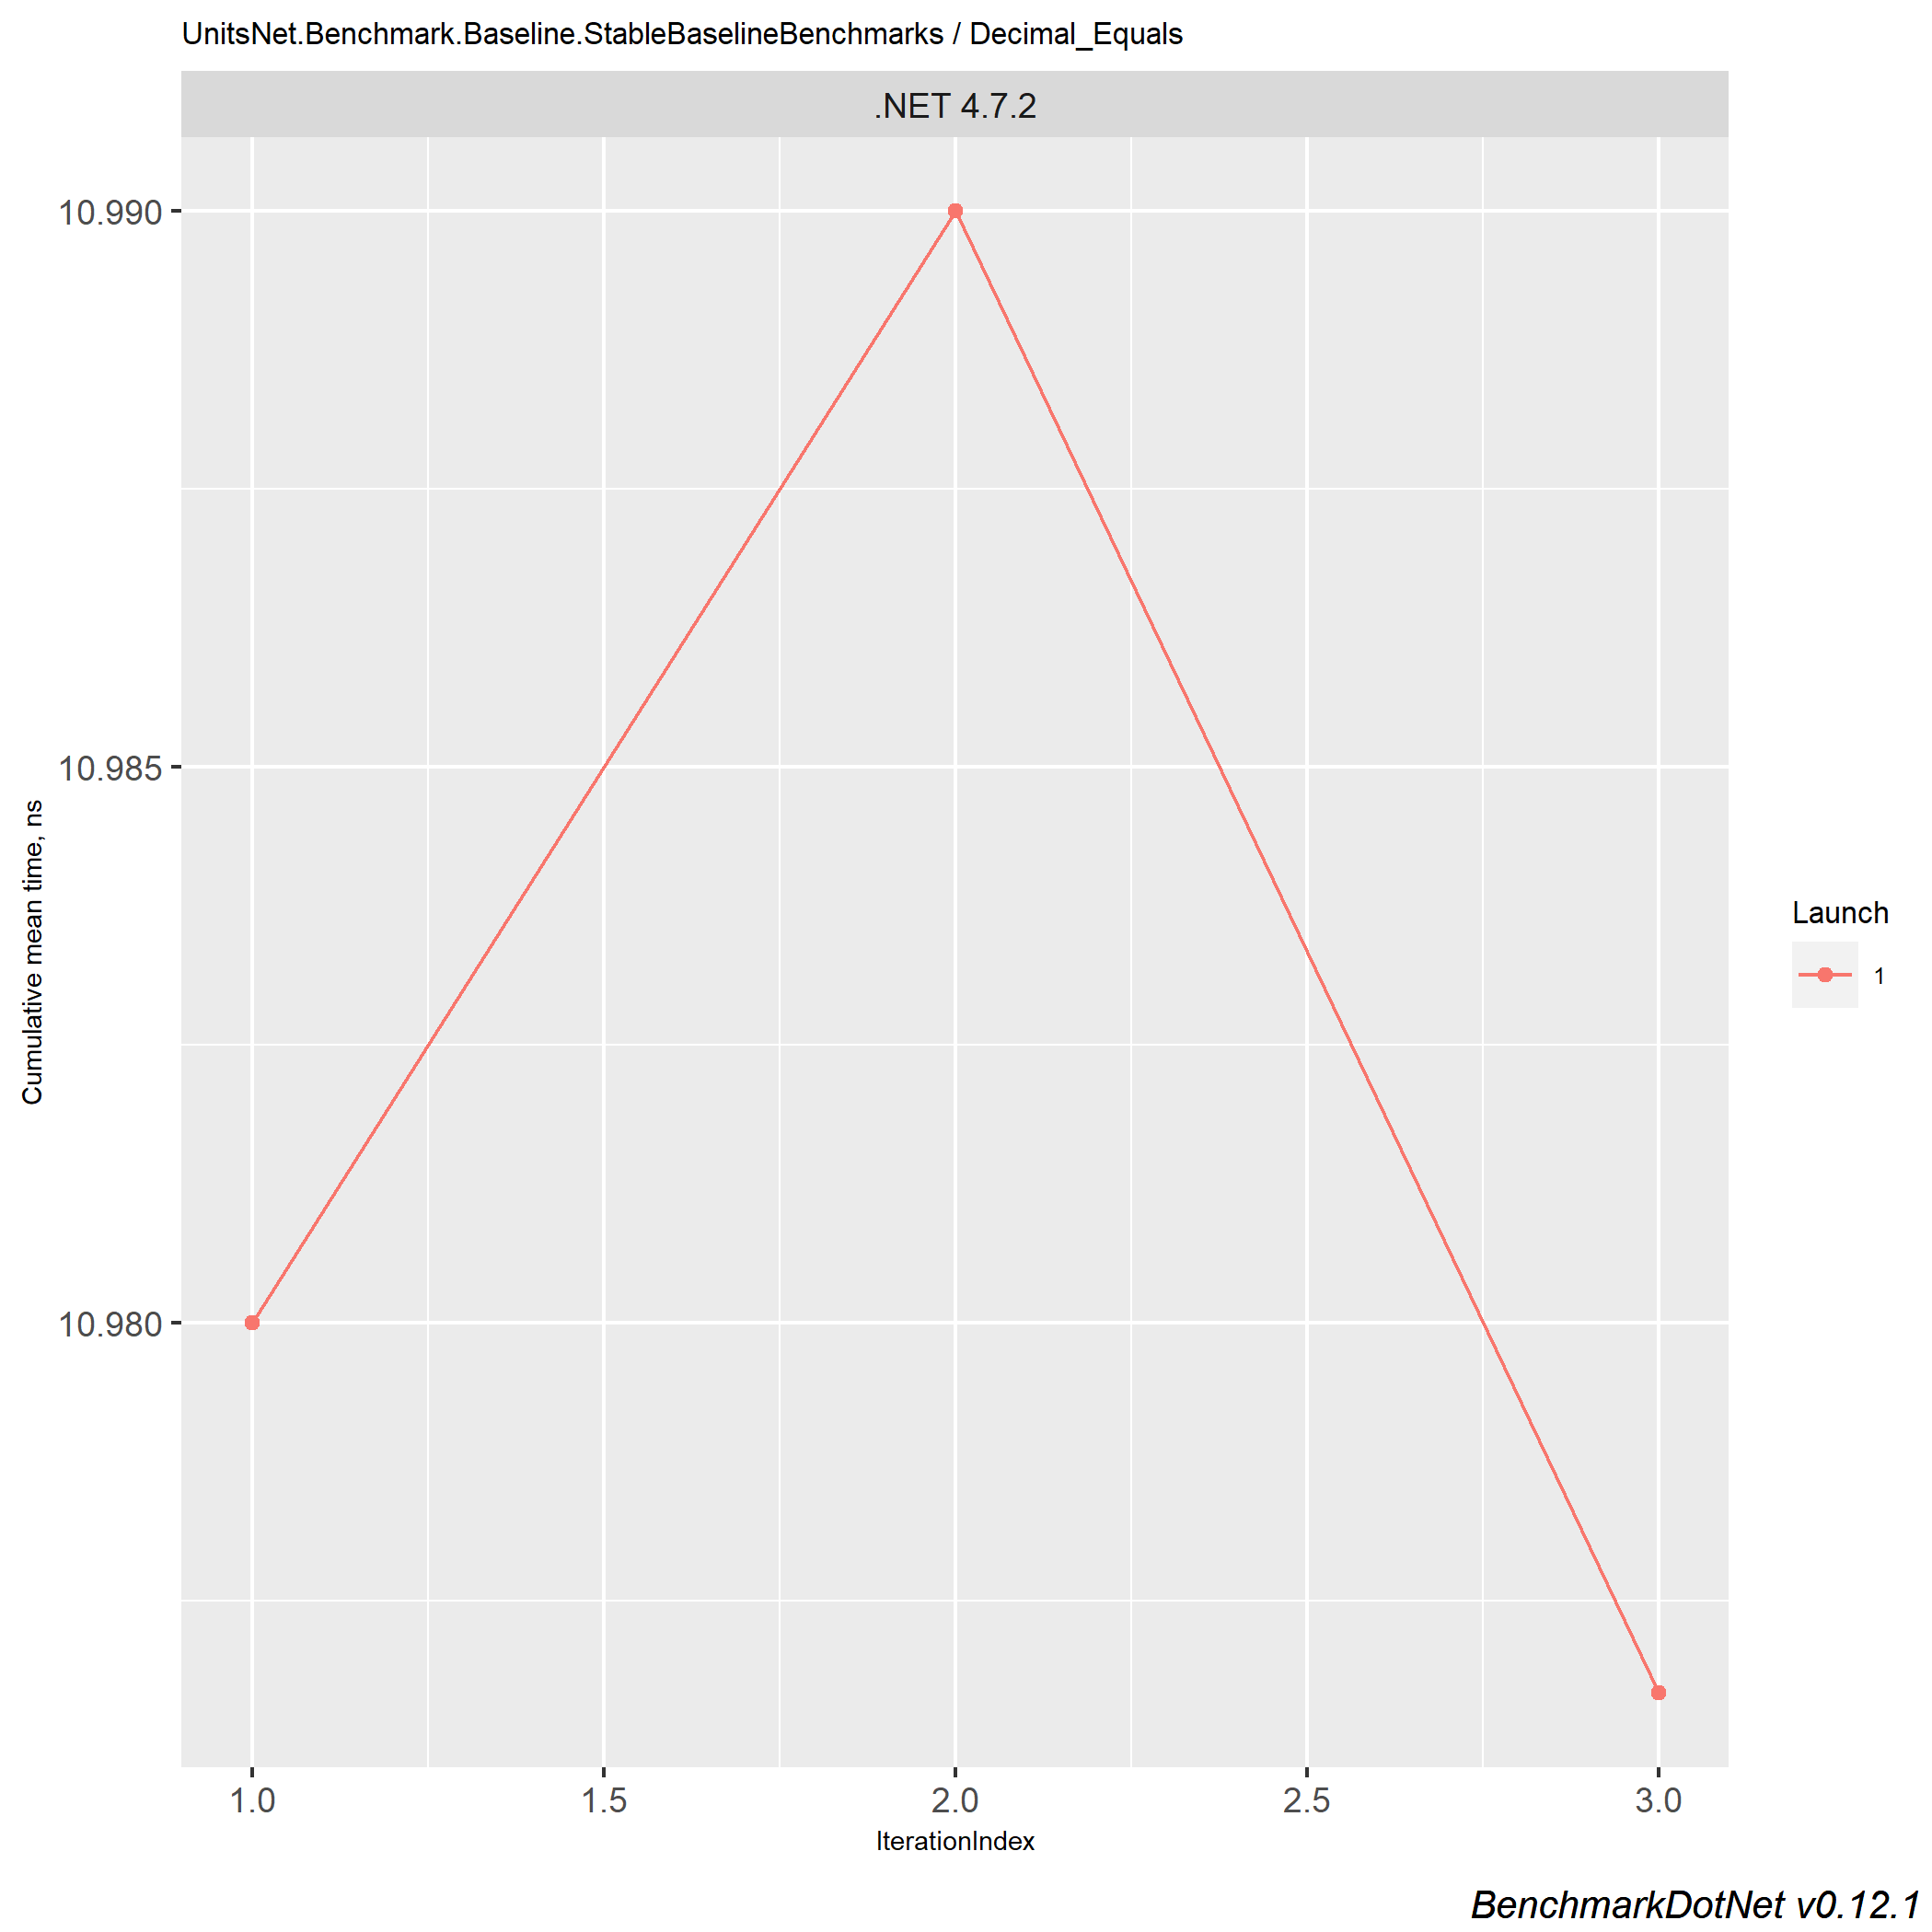 UnitsNet.Benchmark.Baseline.StableBaselineBenchmarks / Decimal_Equals
.NET 4.7.2
10.990
10.985
10.980
Cumulative mean time, ns
1.0 1.5 2.0 2.5 3.0
IterationIndex
Launch
1
BenchmarkDotNet v0.12.1